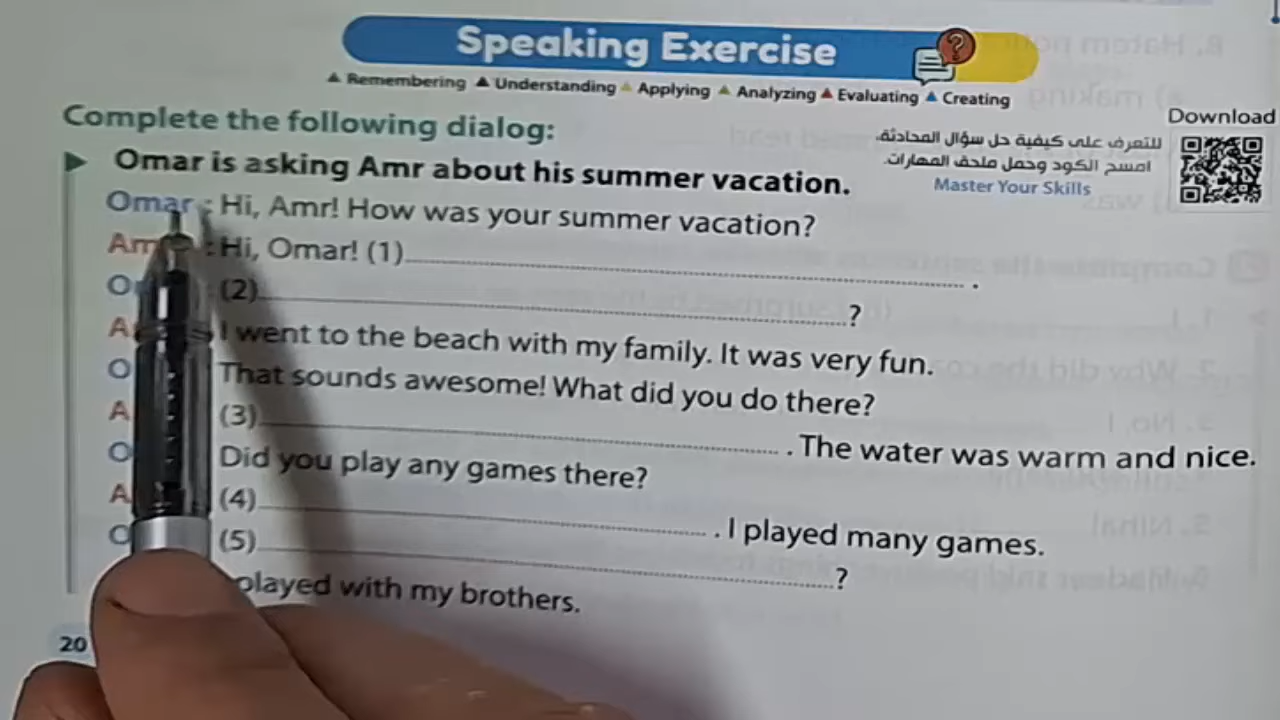 Speaking Exercise
Remembering Understanding Applying Analyzing Evaluating Creating
Complete the following dialog:
Download
للتعرف على كيفية حل سؤال المحادثة،
امسح الكود وحمل ملحق المهارات.
Master Your Skills
Omar is asking Amr about his summer vacation.
Omar : Hi, Amr! How was your summer vacation?
Am : Hi, Omar! (1) .
O (2) ?
A I went to the beach with my family. It was very fun.
O That sounds awesome! What did you do there?
A (3) . The water was warm and nice.
O Did you play any games there?
A (4) . I played many games.
O (5) ?
played with my brothers.
20